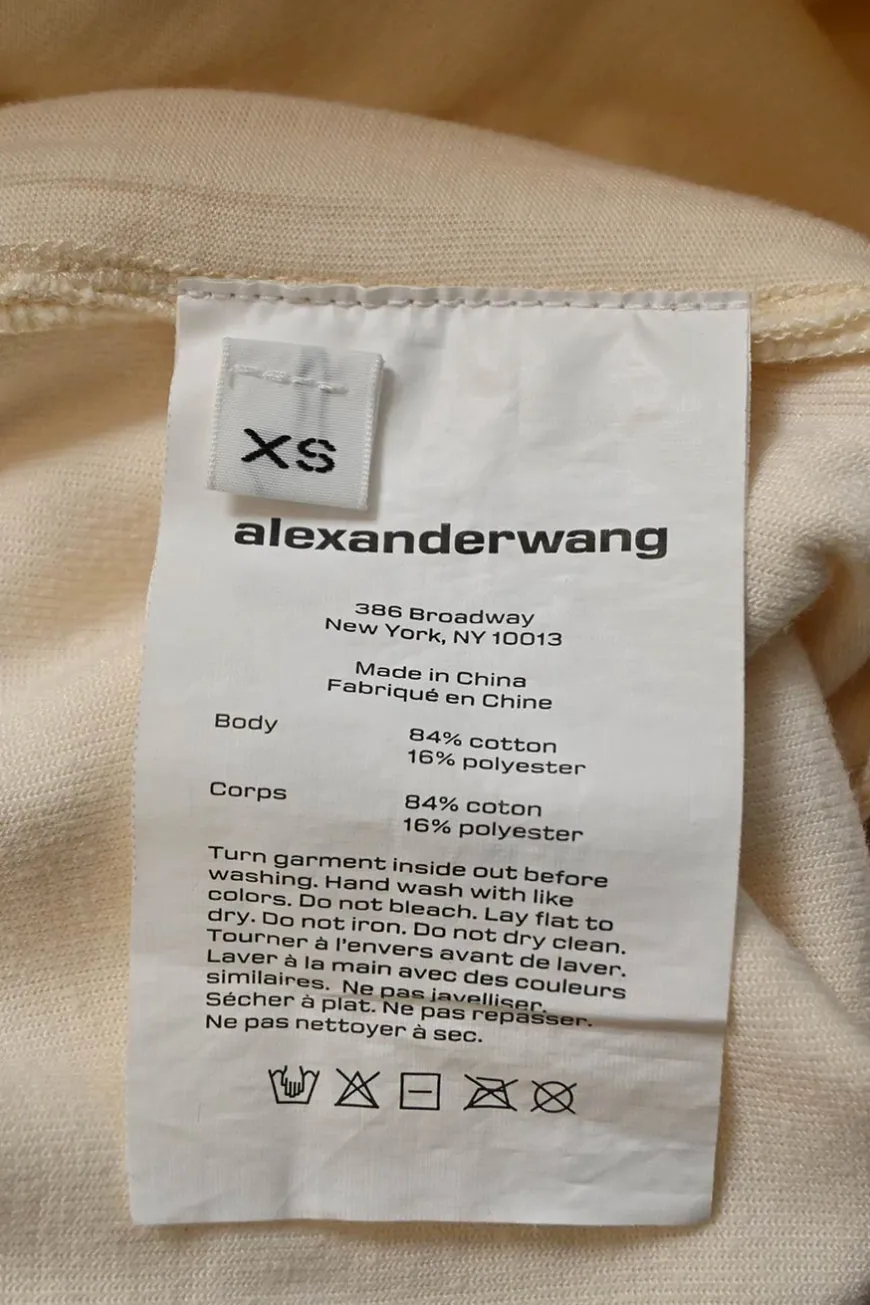 XS
alexanderwang
386 Broadway
New York, NY 10013
Made in China
Fabriqué en Chine
Body
84% cotton
16% polyester
Corps
84% coton
16% polyester
Turn garment inside out before
washing. Hand wash with like
colors. Do not bleach. Lay flat to
dry. Do not iron. Do not dry clean.
Tourner à l'envers avant de laver.
Laver à la main avec des couleurs
similaires. Ne pas javelliser.
Sécher à plat. Ne pas repasser.
Ne pas nettoyer à sec.